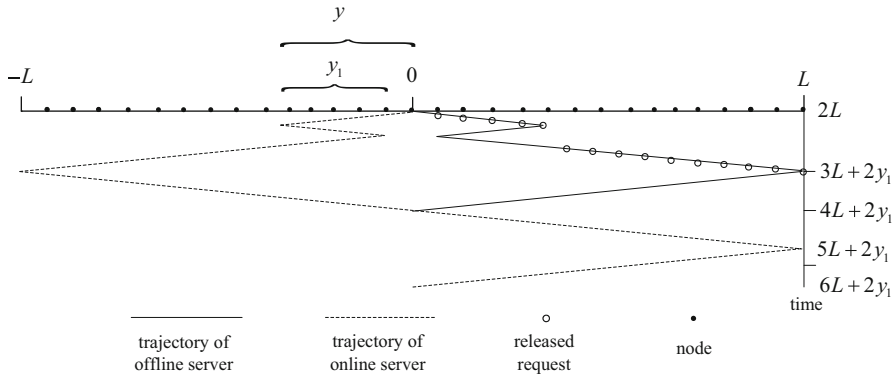 y
y₁
−L
0
L
2L
3L + 2y₁
4L + 2y₁
5L + 2y₁
6L + 2y₁
time
trajectory of
offline server
trajectory of
online server
released
request
node